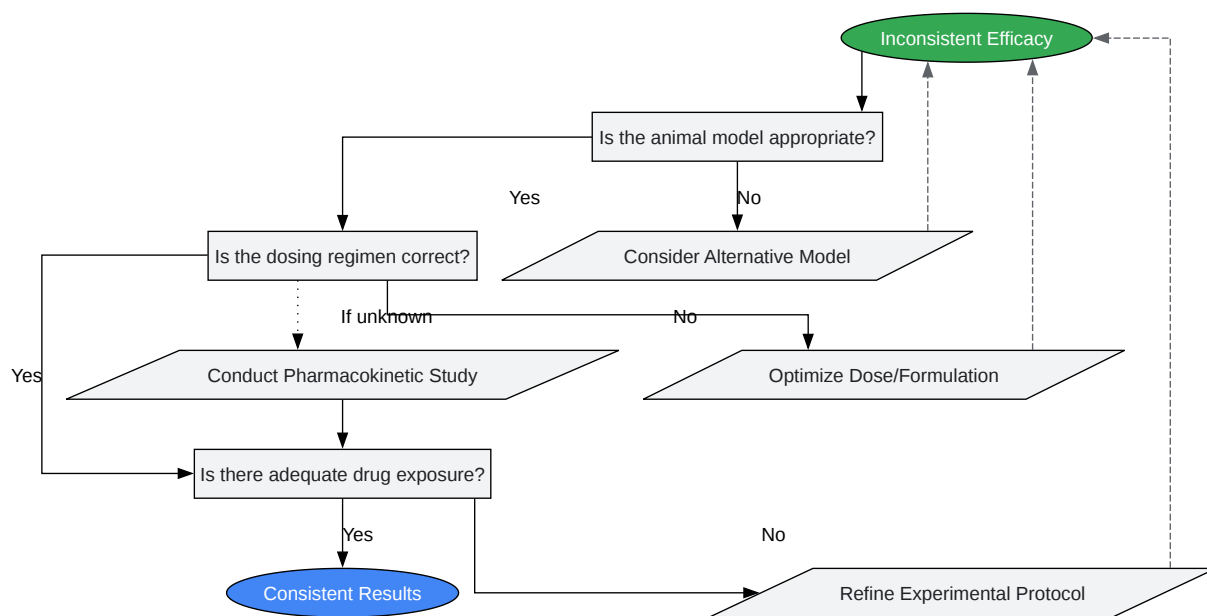 Inconsistent Efficacy
Is the animal model appropriate?
Yes
No
Is the dosing regimen correct?
Consider Alternative Model
If unknown
No
Yes
Conduct Pharmacokinetic Study
Optimize Dose/Formulation
Is there adequate drug exposure?
Yes
No
Consistent Results
Refine Experimental Protocol